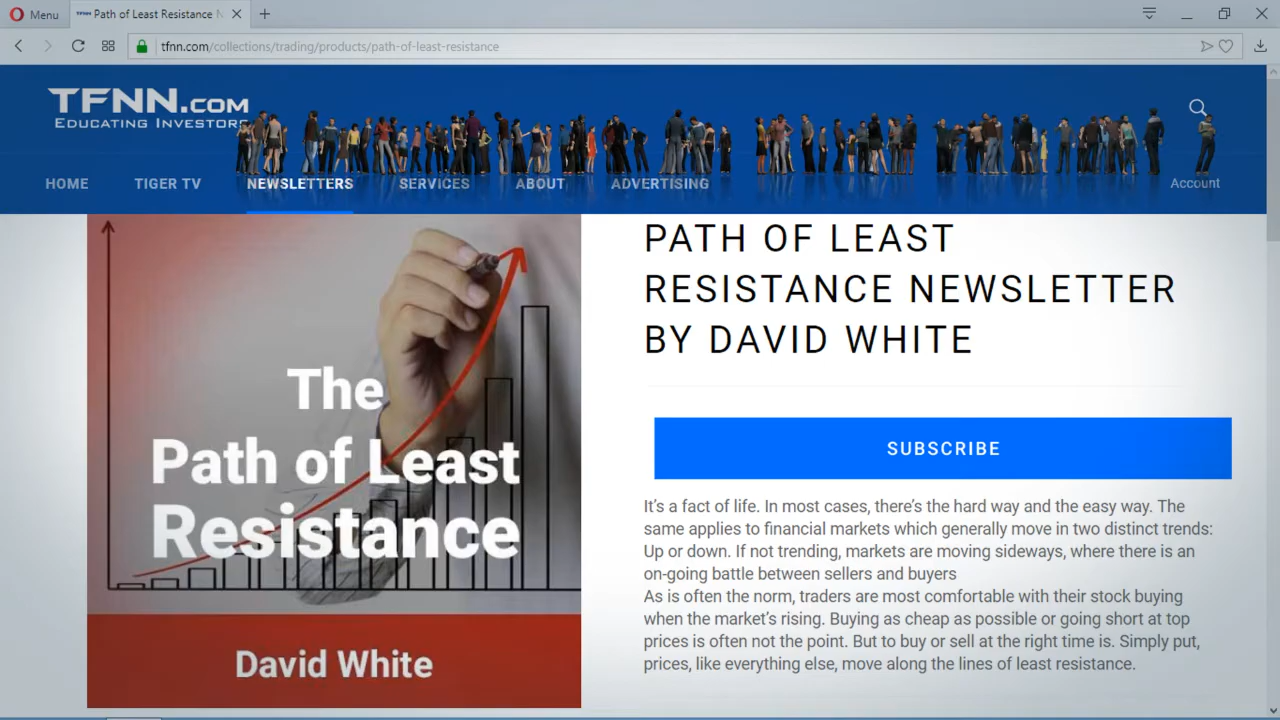 Menu
Path of Least Resistance N
tfnn.com/collections/trading/products/path-of-least-resistance
TFNN.COM
EDUCATING INVESTORS
HOME
TIGER TV
NEWSLETTERS
SERVICES
ABOUT
ADVERTISING
Account
The
Path of Least
Resistance
David White
PATH OF LEAST
RESISTANCE NEWSLETTER
BY DAVID WHITE
SUBSCRIBE
It's a fact of life. In most cases, there's the hard way and the easy way. The
same applies to financial markets which generally move in two distinct trends:
Up or down. If not trending, markets are moving sideways, where there is an
on-going battle between sellers and buyers
As is often the norm, traders are most comfortable with their stock buying
when the market's rising. Buying as cheap as possible or going short at top
prices is often not the point. But to buy or sell at the right time is. Simply put,
prices, like everything else, move along the lines of least resistance.